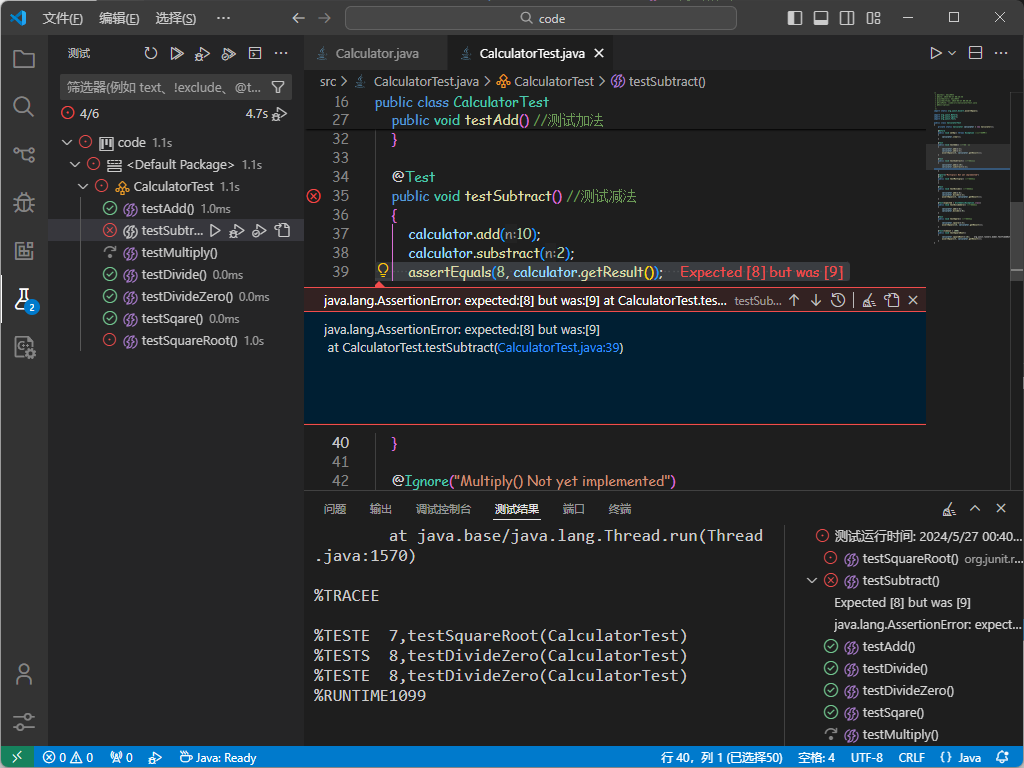 文件(F) 编辑(E) 选择(S) ··· code
测试
筛选器(例如 text、!exclude、@t...
4/6 4.7s
code 1.1s
<Default Package> 1.1s
CalculatorTest 1.1s
testAdd() 1.0ms
testSubtr...
testMultiply()
testDivide() 0.0ms
testDivideZero() 0.0ms
testSqare() 0.0ms
testSquareRoot() 1.0s
2
Calculator.java CalculatorTest.java
src > CalculatorTest.java > CalculatorTest > testSubtract()
16 public class CalculatorTest
27 public void testAdd() //测试加法
32 }
33
34 @Test
35 public void testSubtract() //测试减法
36 {
37 calculator.add(n:10);
38 calculator.substract(n:2);
39 assertEquals(8, calculator.getResult()); Expected [8] but was [9]
java.lang.AssertionError: expected:[8] but was:[9] at CalculatorTest.tes... testSub...
java.lang.AssertionError: expected:[8] but was:[9]
at CalculatorTest.testSubtract(CalculatorTest.java:39)
40 }
41
42 @Ignore("Multiply() Not yet implemented")
问题 输出 调试控制台 测试结果 端口 终端
at java.base/java.lang.Thread.run(Thread
.java:1570)
%TRACEE
%TESTE 7,testSquareRoot(CalculatorTest)
%TESTS 8,testDivideZero(CalculatorTest)
%TESTE 8,testDivideZero(CalculatorTest)
%RUNTIME1099
测试运行时间: 2024/5/27 00:40...
testSquareRoot() org.junit.r...
testSubtract()
Expected [8] but was [9]
java.lang.AssertionError: expect...
testAdd()
testDivide()
testDivideZero()
testSqare()
testMultiply()
0 0 0 Java: Ready 行 40，列 1 (已选择50) 空格: 4 UTF-8 CRLF {} Java